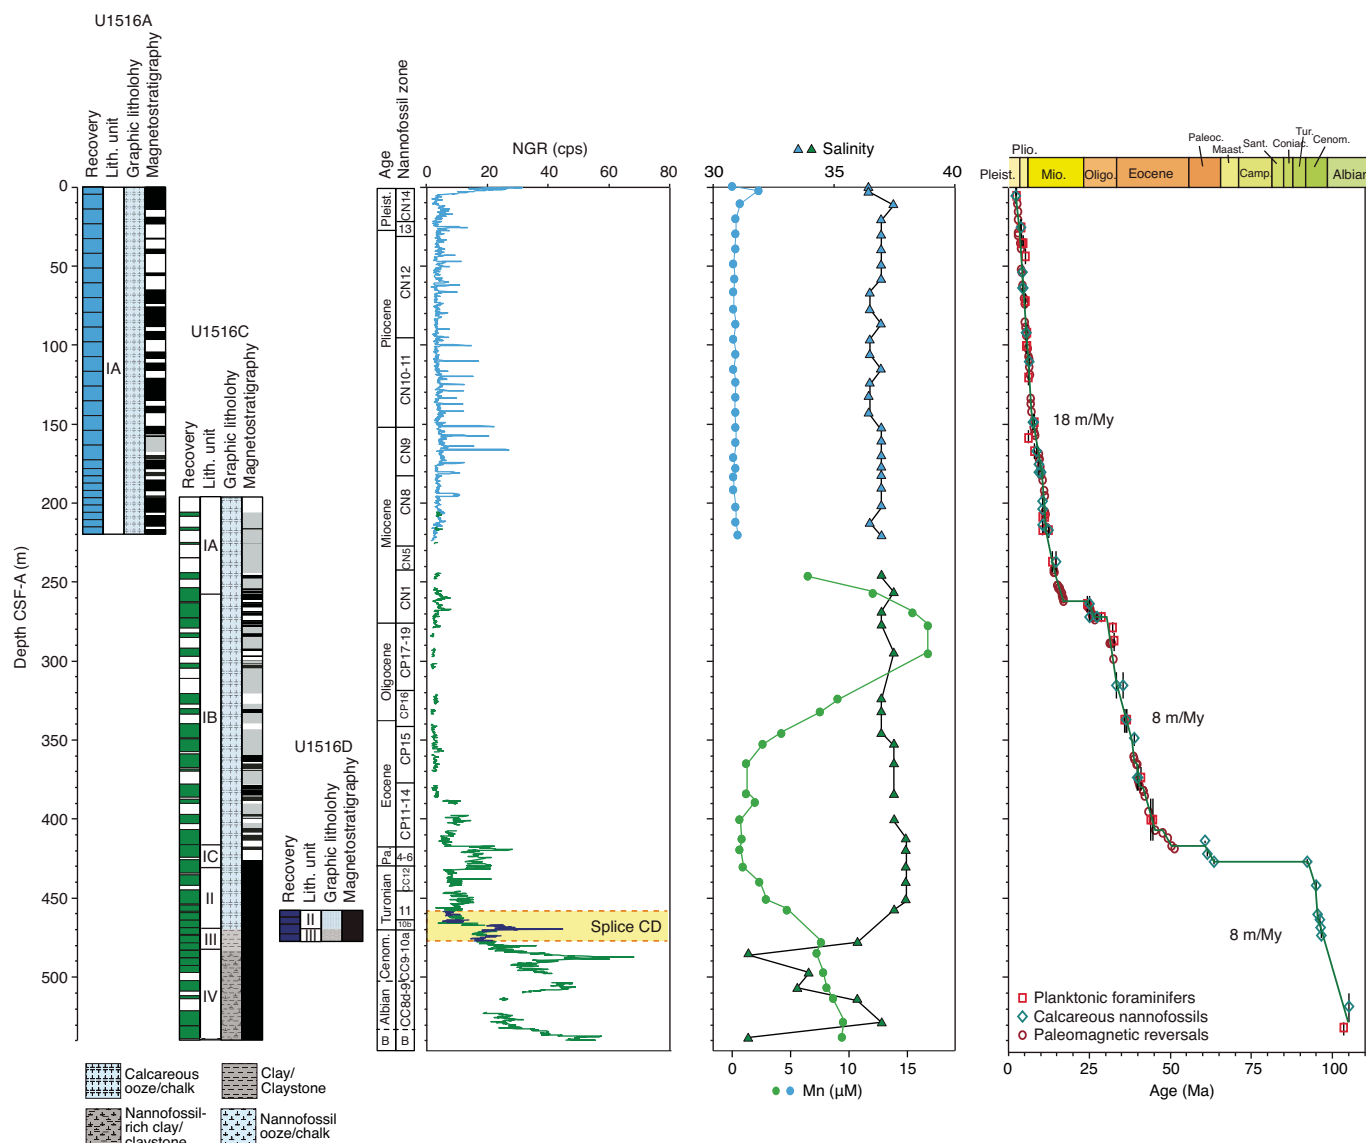 U1516A
Recovery
Lith. unit
Graphic litholohy
Magnetostratigraphy
U1516C
Recovery
Lith. unit
Graphic litholohy
Magnetostratigraphy
U1516D
Recovery
Lith. unit
Graphic litholohy
Magnetostratigraphy
Age
Nannofossil zone
NGR (cps)
0 20 40 60 80
Salinity
30 35 40
Plio.
Pleist.
Mio.
Oligo.
Eocene
Paleoc.
Maast.
Camp.
Sant.
Coniac.
Tur.
Cenom.
Albian
Depth CSF-A (m)
0
50
100
150
200
250
300
350
400
450
500
IA
IA
IB
IC
II
III
IV
II
III
Pleist.
Pliocene
Miocene
Oligocene
Eocene
Pa.
Turonian
Cenom.
Albian
B
CN14
13
CN12
CN10-11
CN9
CN8
CN5
CN1
CP17-19
CP16
CP15
CP11-14
4-6
CC12
11
10b
CC9-10a
CC8d-9
B
Splice CD
18 m/My
8 m/My
8 m/My
Planktonic foraminifers
Calcareous nannofossils
Paleomagnetic reversals
0 5 10 15
Mn (μM)
0 20 40 60 80 100
Age (Ma)
Calcareous
ooze/chalk
Clay/
Claystone
Nannofossil-
rich clay/
claystone
Nannofossil
ooze/chalk